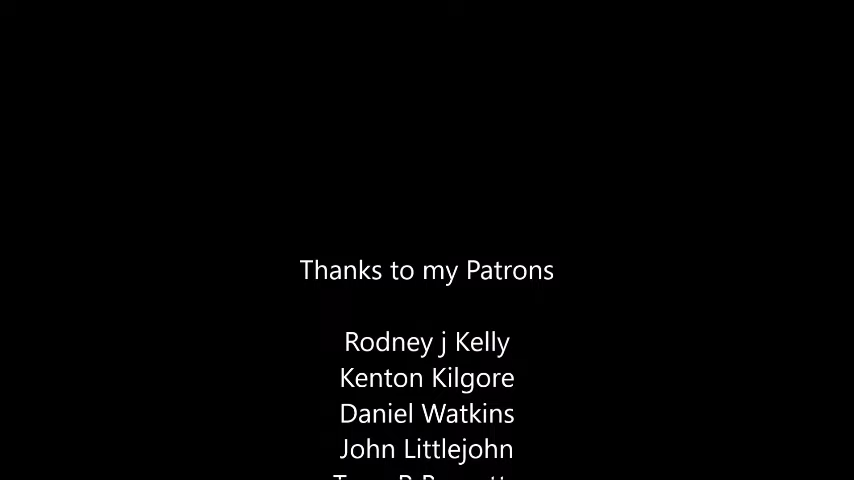 Thanks to my Patrons
Rodney j Kelly
Kenton Kilgore
Daniel Watkins
John Littlejohn